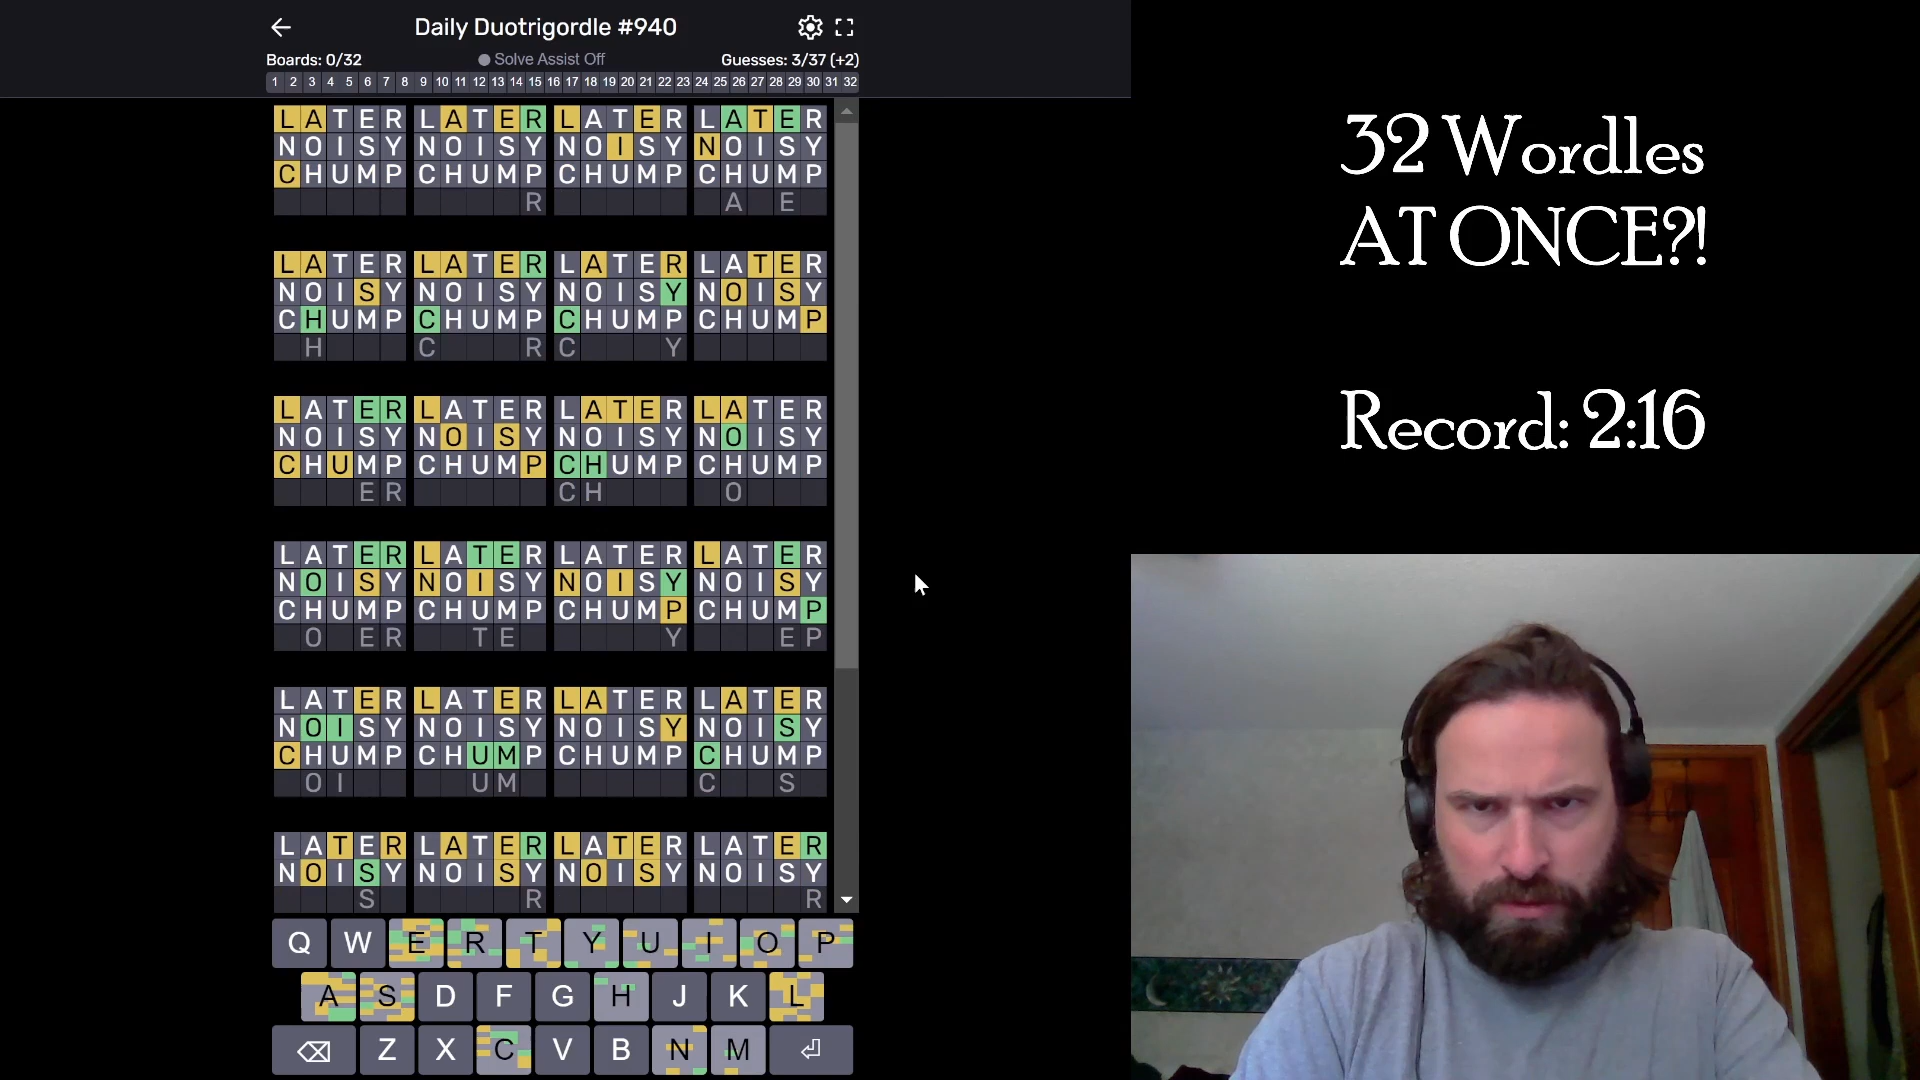 Daily Duotrigordle #940
Boards: 0/32 Solve Assist Off Guesses: 3/37 (+2)
1 2 3 4 5 6 7 8 9 10 11 12 13 14 15 16 17 18 19 20 21 22 23 24 25 26 27 28 29 30 31 32
LATER LATER LATER LATER
NOISY NOISY NOISY NOISY
CHUMP CHUMP CHUMP CHUMP
R A E
LATER LATER LATER LATER
NOISY NOISY NOISY NOISY
CHUMP CHUMP CHUMP CHUMP
H C R C Y
LATER LATER LATER LATER
NOISY NOISY NOISY NOISY
CHUMP CHUMP CHUMP CHUMP
E R C H O
LATER LATER LATER LATER
NOISY NOISY NOISY NOISY
CHUMP CHUMP CHUMP CHUMP
O E R T E Y E P
LATER LATER LATER LATER
NOISY NOISY NOISY NOISY
CHUMP CHUMP CHUMP CHUMP
O I U M C S
LATER LATER LATER LATER
NOISY NOISY NOISY NOISY
S R R
Q W E R T Y U I O P
A S D F G H J K L
Z X C V B N M
32 Wordles
AT ONCE?!
Record: 2:16